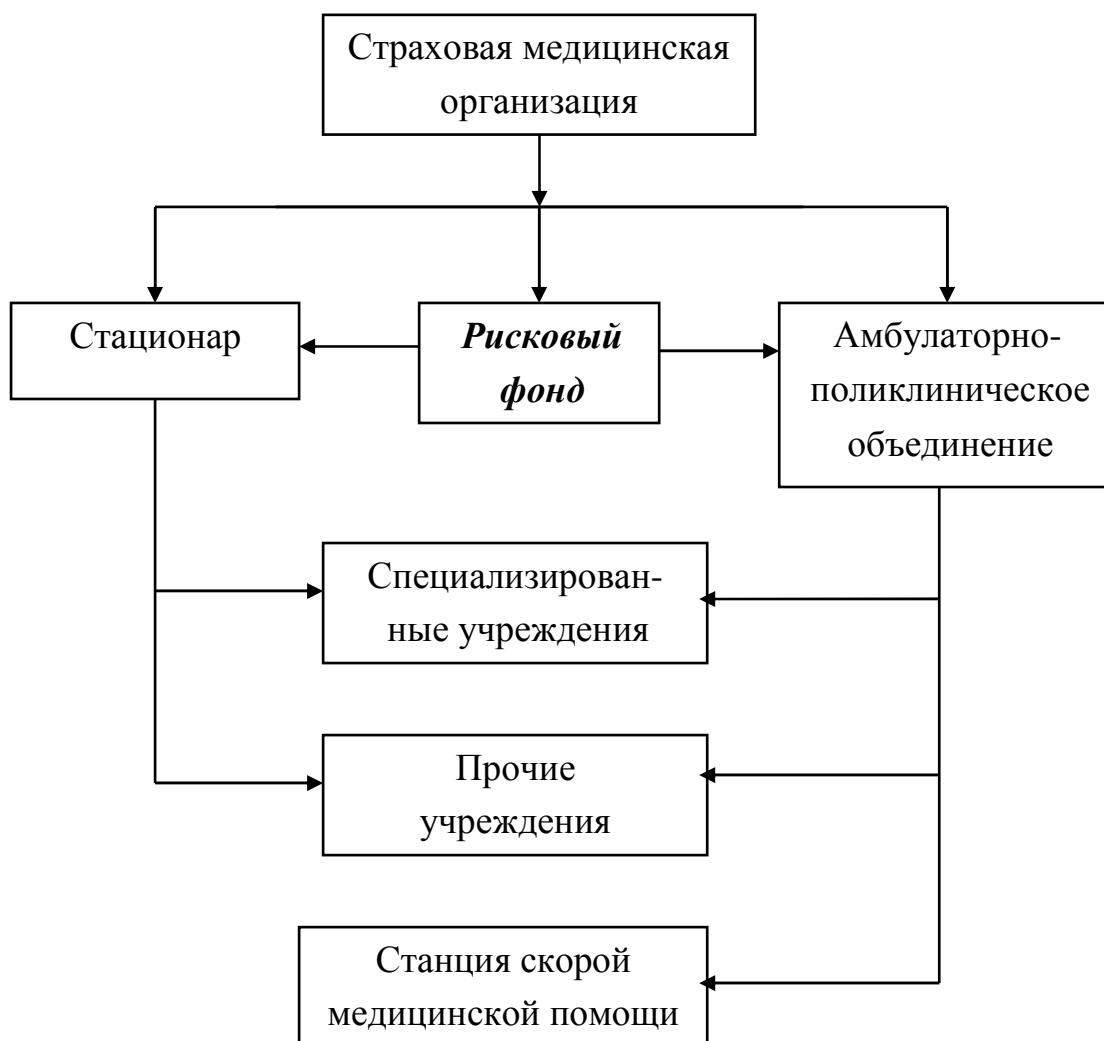 Страховая медицинская
организация
Стационар
Рисковый
фонд
Амбулаторно-
поликлиническое
объединение
Специализирован-
ные учреждения
Прочие
учреждения
Станция скорой
медицинской помощи